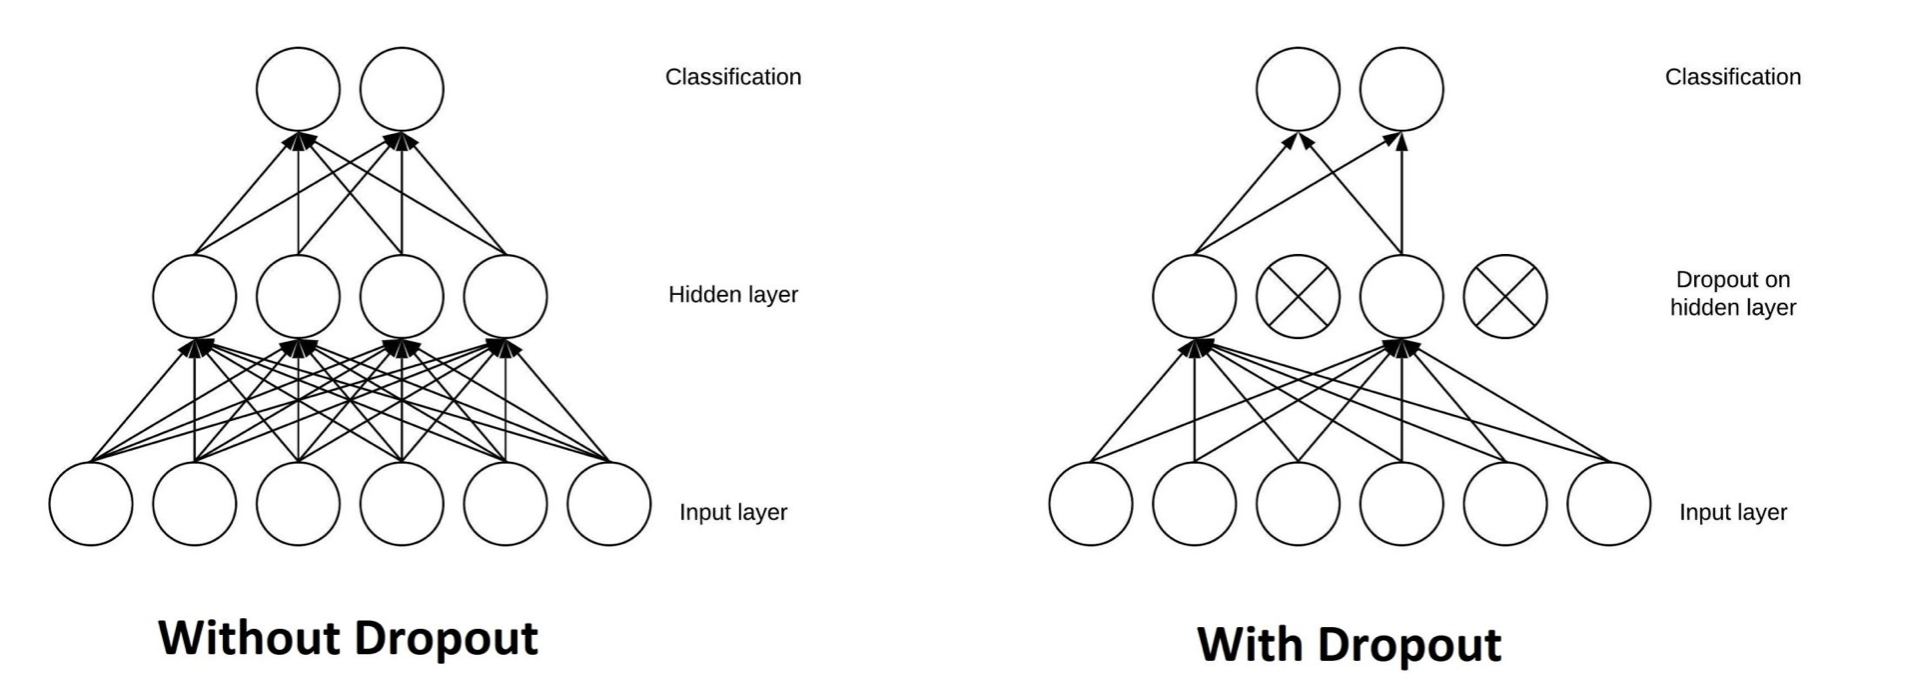 Classification
Hidden layer
Input layer
Without Dropout
Classification
Dropout on
hidden layer
Input layer
With Dropout